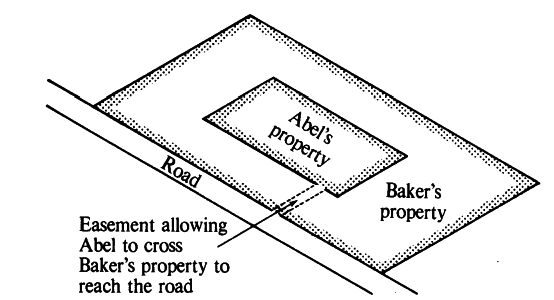 Abel's
property
Road
Baker's
property
Easement allowing
Abel to cross
Baker's property to
reach the road